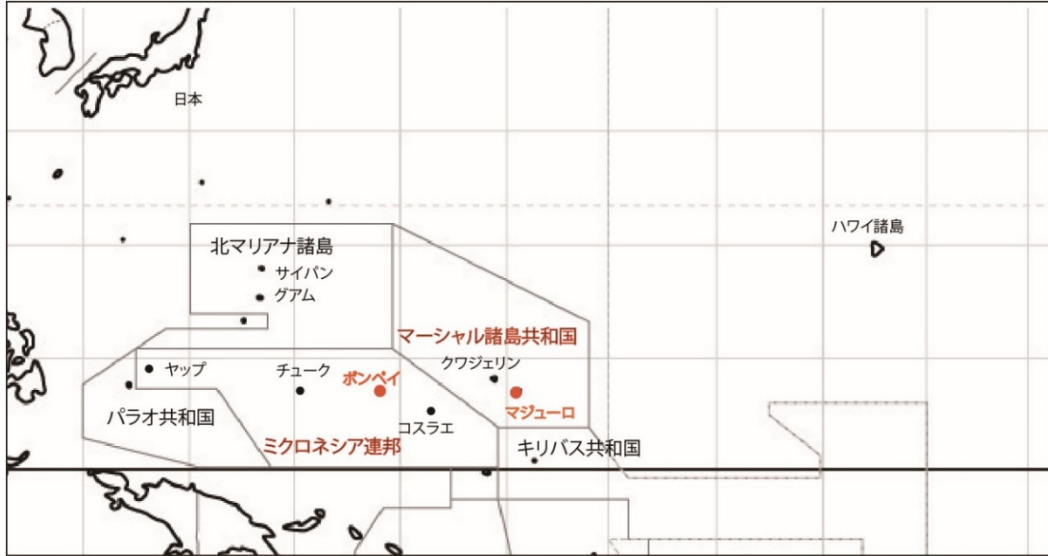 日本
ハワイ諸島
北マリアナ諸島
サイパン
グアム
マーシャル諸島共和国
クワジェリン
ヤップ
チューク
ポンペイ
マジューロ
パラオ共和国
コスラエ
ミクロネシア連邦
キリバス共和国